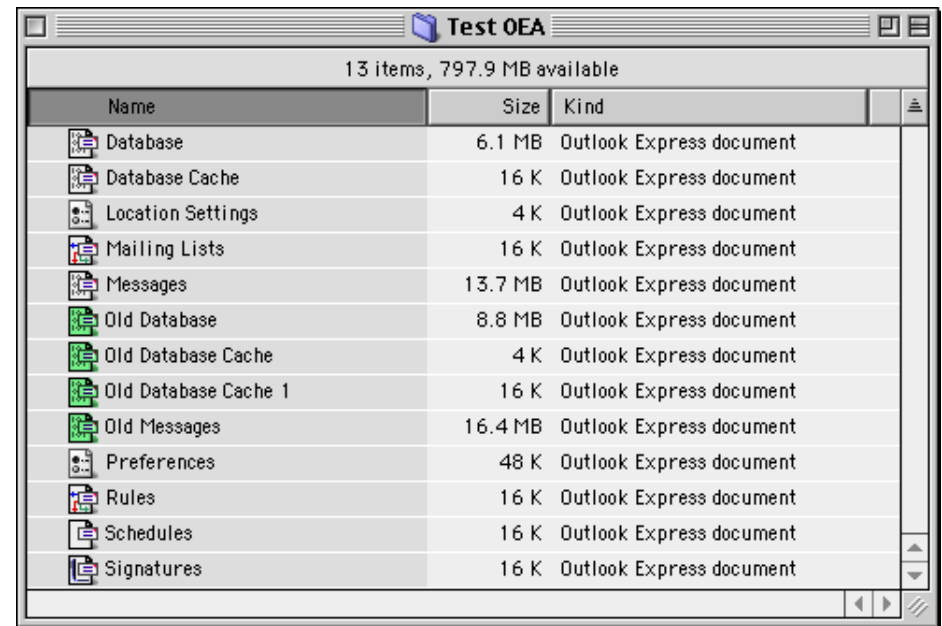 Test OEA
13 items, 797.9 MB available
Name Size Kind
Database 6.1 MB Outlook Express document
Database Cache 16 K Outlook Express document
Location Settings 4 K Outlook Express document
Mailing Lists 16 K Outlook Express document
Messages 13.7 MB Outlook Express document
Old Database 8.8 MB Outlook Express document
Old Database Cache 4 K Outlook Express document
Old Database Cache 1 16 K Outlook Express document
Old Messages 16.4 MB Outlook Express document
Preferences 48 K Outlook Express document
Rules 16 K Outlook Express document
Schedules 16 K Outlook Express document
Signatures 16 K Outlook Express document